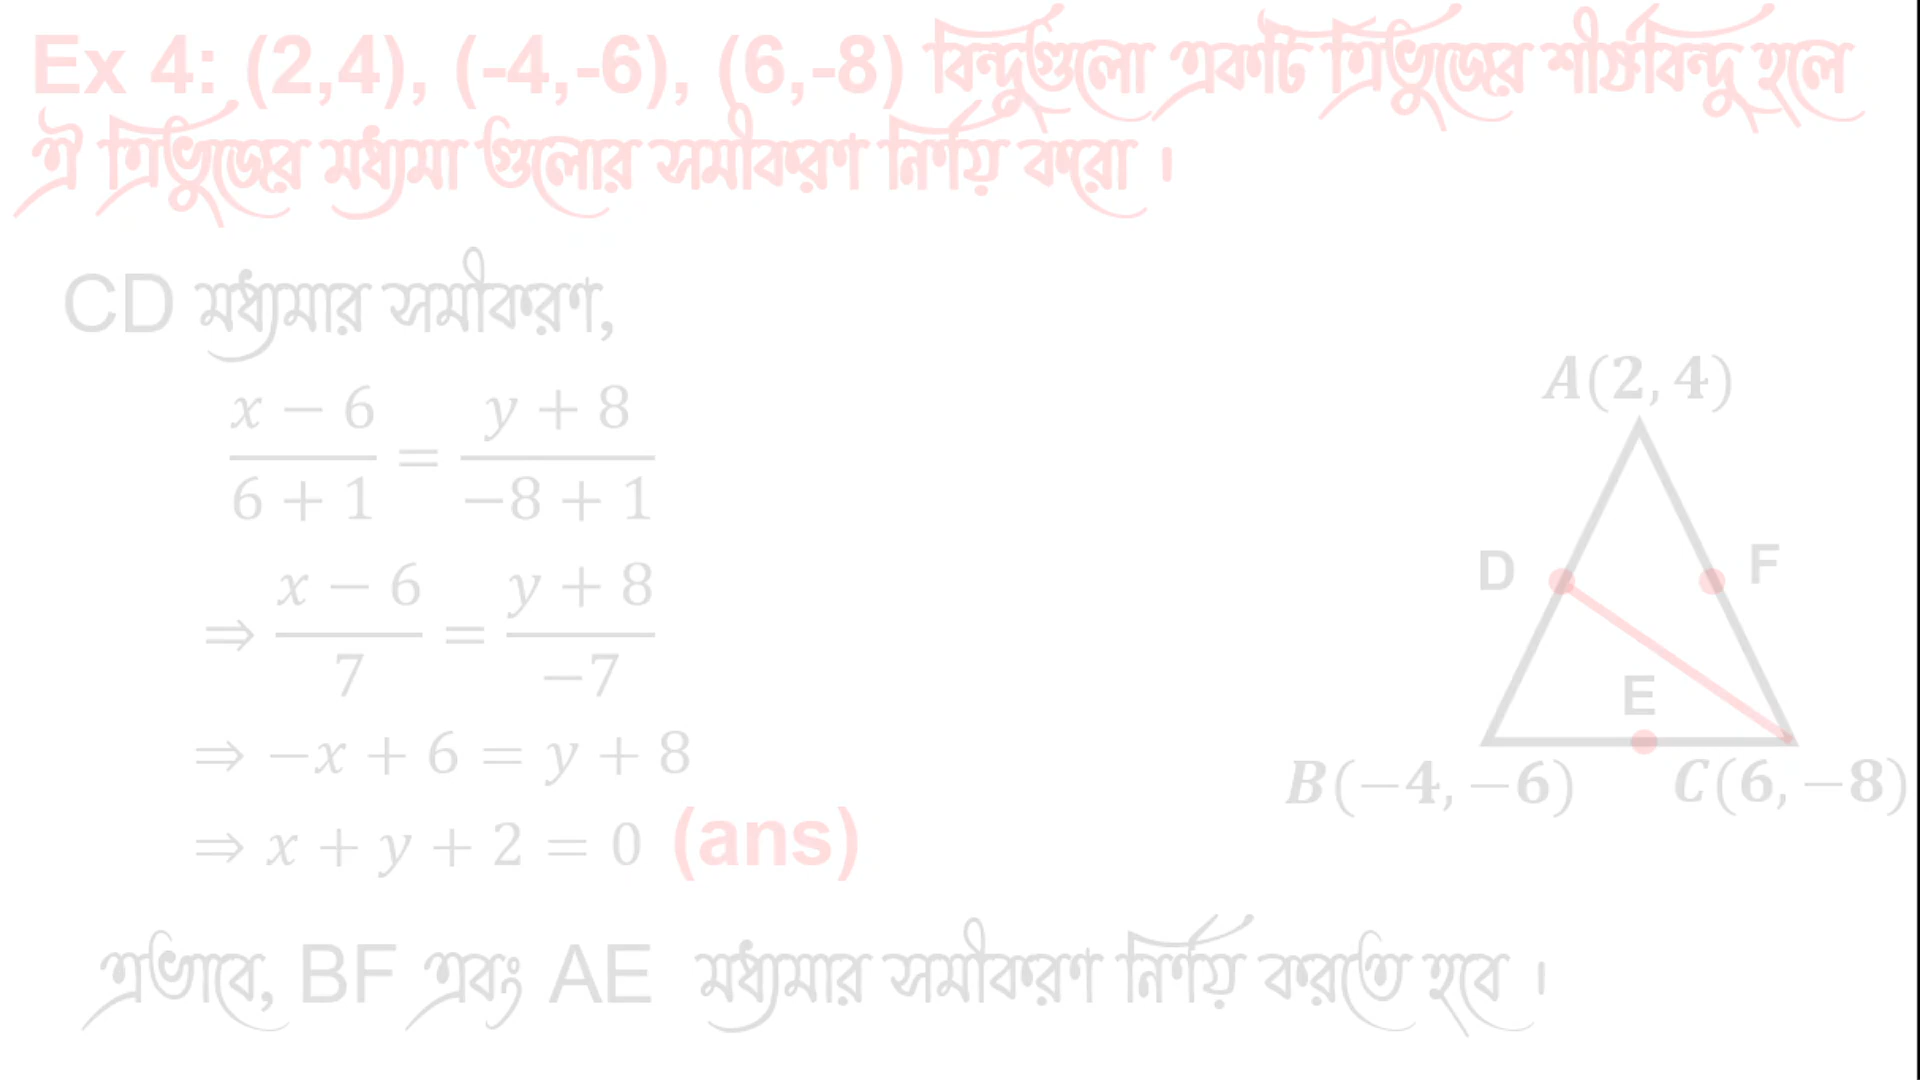 Ex 4: (2,4), (-4,-6), (6,-8) বিন্দুগুলো একটি ত্রিভুজের শীর্ষবিন্দু হলে
ঐ ত্রিভুজের মধ্যমা গুলোর সমীকরণ নির্ণয় করো ।
CD মধ্যমার সমীকরণ,
(x − 6)/(6 + 1) = (y + 8)/(−8 + 1)
⇒ (x − 6)/7 = (y + 8)/(−7)
⇒ −x + 6 = y + 8
⇒ x + y + 2 = 0 (ans)
এভাবে, BF এবং AE মধ্যমার সমীকরণ নির্ণয় করতে হবে ।
A(2, 4)
D F
E
B(−4, −6) C(6, −8)